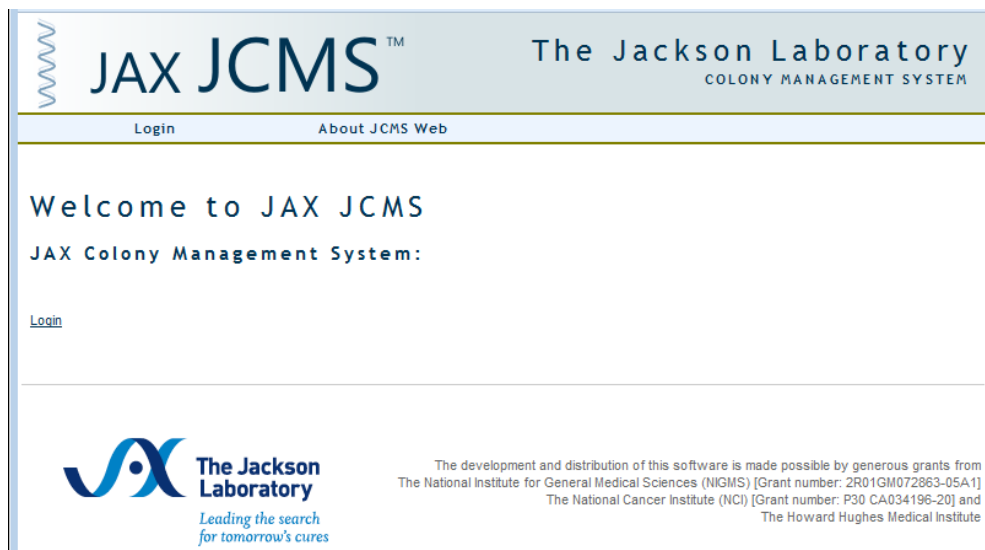 JAX JCMS™
The Jackson Laboratory
COLONY MANAGEMENT SYSTEM
Login About JCMS Web
Welcome to JAX JCMS
JAX Colony Management System:
Login
The Jackson
Laboratory
Leading the search
for tomorrow's cures
The development and distribution of this software is made possible by generous grants from
The National Institute for General Medical Sciences (NIGMS) [Grant number: 2R01GM072863-05A1]
The National Cancer Institute (NCI) [Grant number: P30 CA034196-20] and
The Howard Hughes Medical Institute